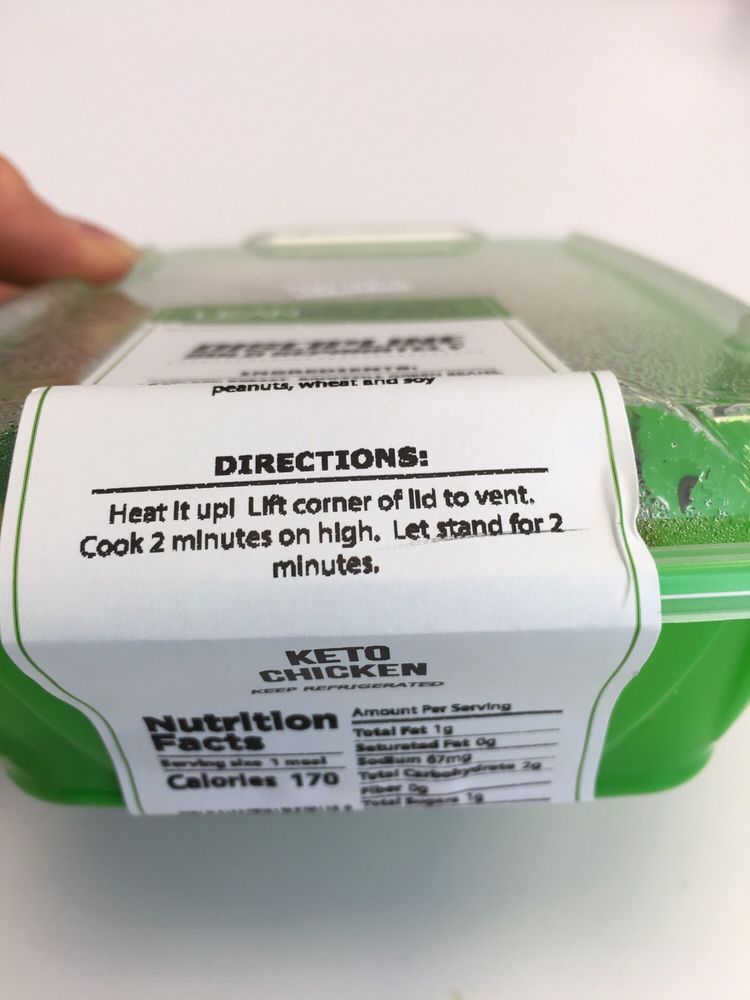 LEAN
INGREDIENTS:
peanuts, wheat and soy
DIRECTIONS:
Heat it up! Lift corner of lid to vent.
Cook 2 minutes on high. Let stand for 2
minutes.
KETO
CHICKEN
KEEP REFRIGERATED
Nutrition
Facts
Serving size 1 meal
Calories 170
Amount Per Serving
Total Fat 1g
Saturated Fat 0g
Sodium 67mg
Total Carbohydrate 2g
Fiber 0g
Total Sugars 1g